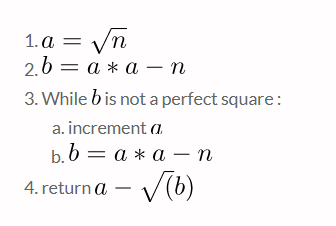 1. a = √n
2. b = a * a − n
3. While b is not a perfect square :
a. increment a
b. b = a * a − n
4. return a − √(b)